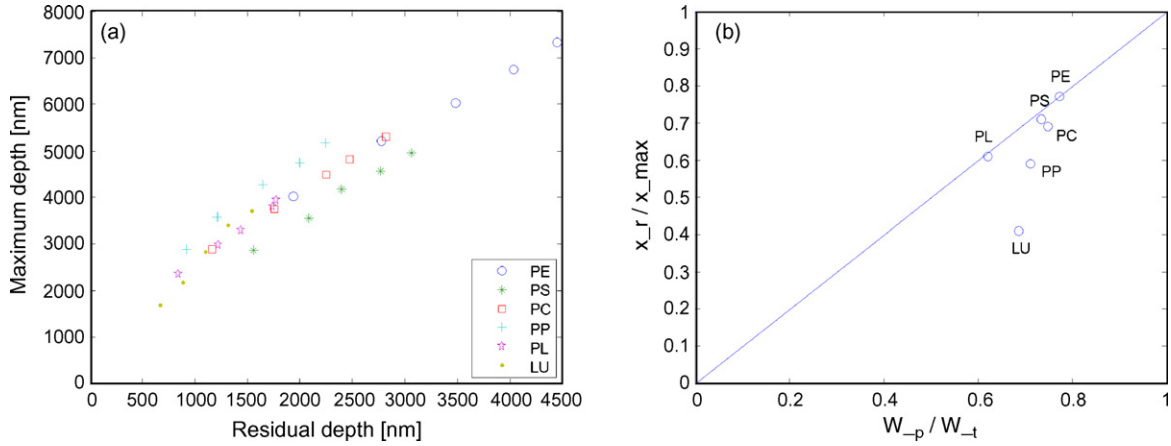 (a)
Maximum depth [nm]
8000
7000
6000
5000
4000
3000
2000
1000
0
0 500 1000 1500 2000 2500 3000 3500 4000 4500
Residual depth [nm]
PE
PS
PC
PP
PL
LU
(b)
x_r / x_max
1
0.9
0.8
0.7
0.6
0.5
0.4
0.3
0.2
0.1
0
0 0.2 0.4 0.6 0.8 1
W_p / W_t
PE
PS
PC
PL
PP
LU